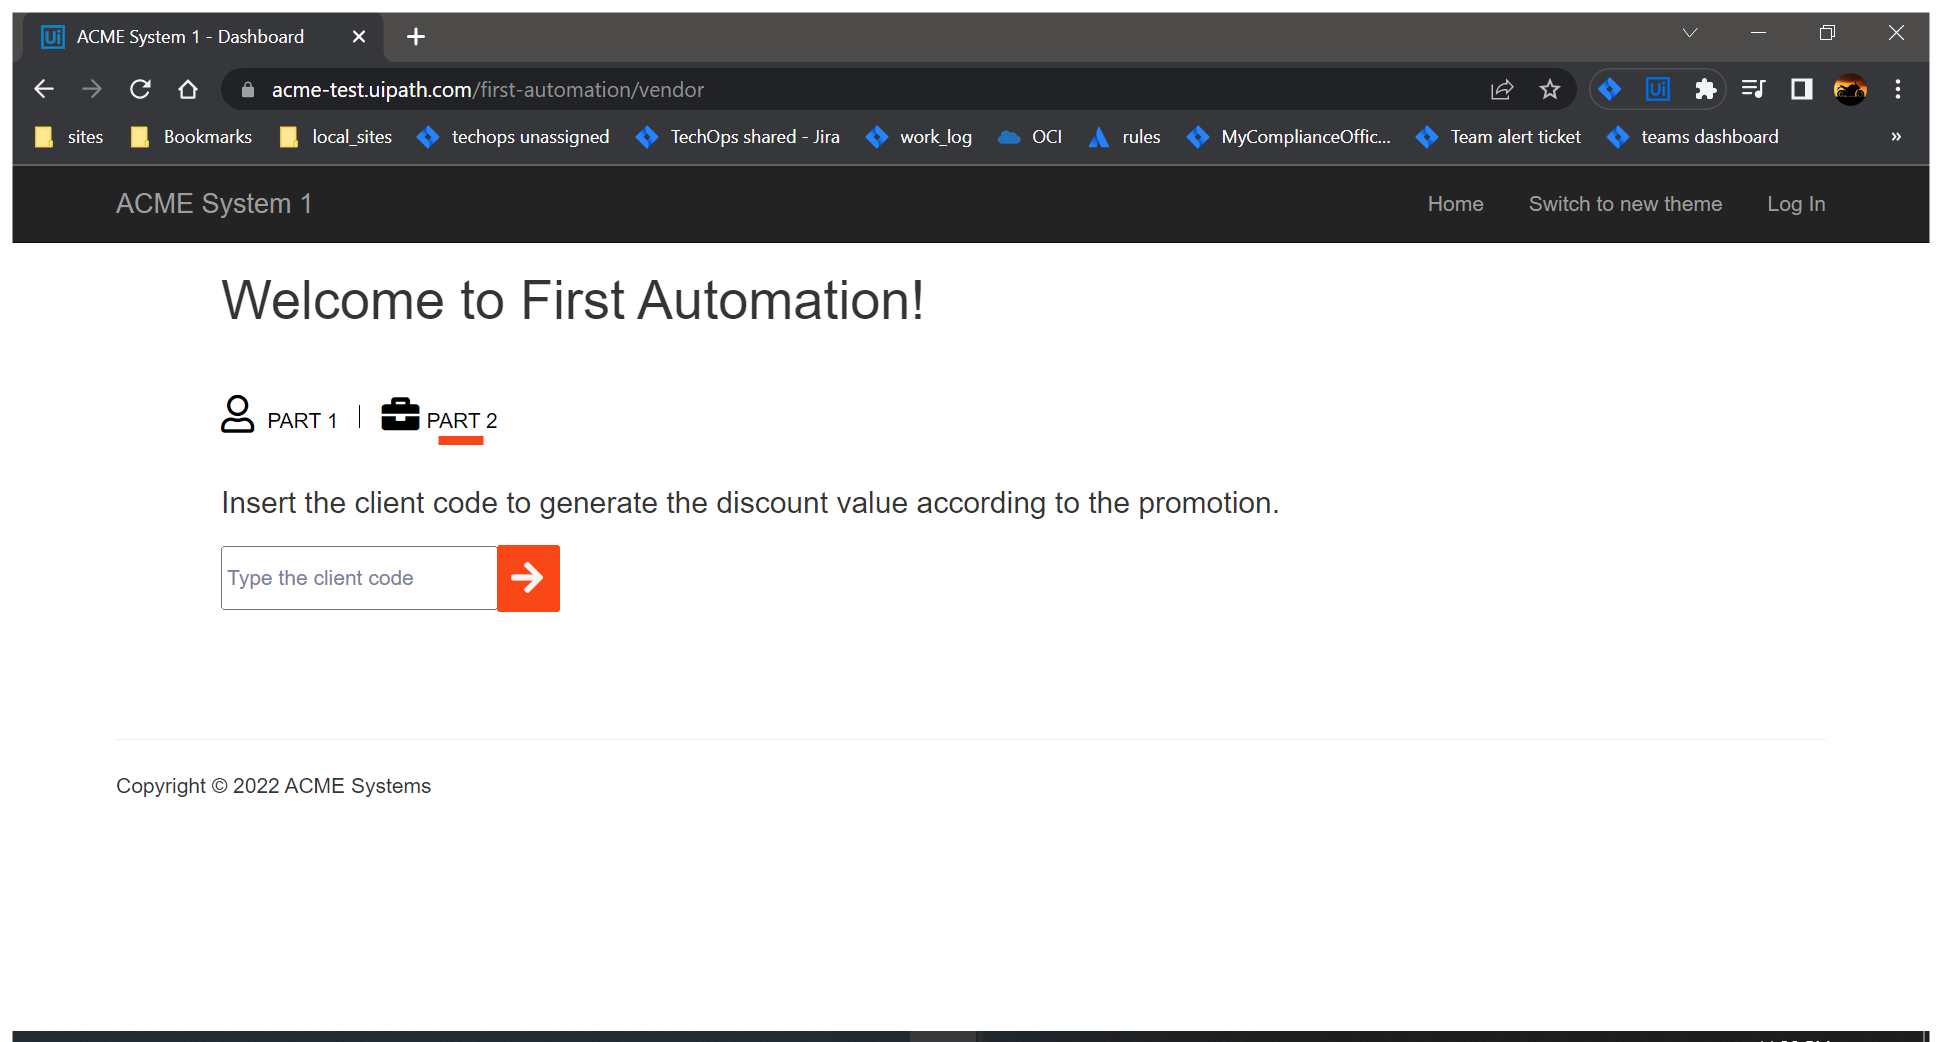 Ui ACME System 1 - Dashboard
acme-test.uipath.com/first-automation/vendor
Ui
sites Bookmarks local_sites techops unassigned TechOps shared - Jira work_log OCI rules MyComplianceOffic... Team alert ticket teams dashboard »
ACME System 1 Home Switch to new theme Log In
Welcome to First Automation!
PART 1 | PART 2
Insert the client code to generate the discount value according to the promotion.
Type the client code
Copyright © 2022 ACME Systems